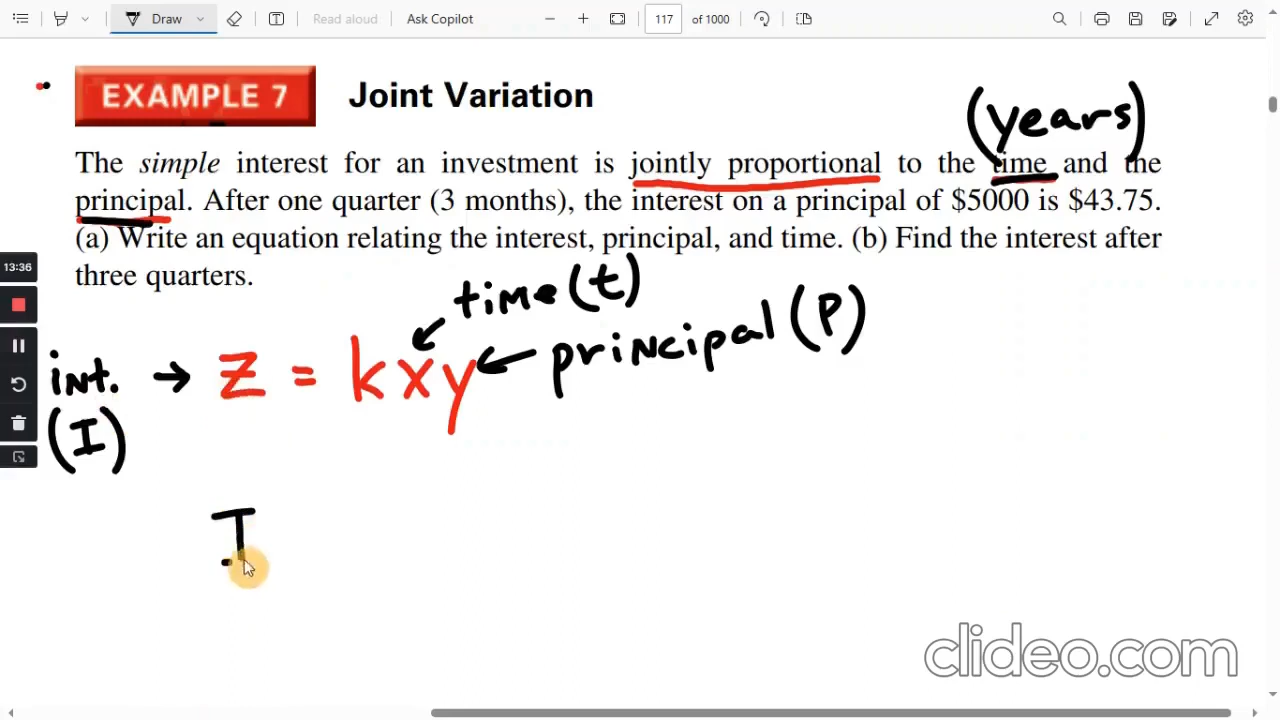 Draw
Read aloud
Ask Copilot
117 of 1000
EXAMPLE 7 Joint Variation
(years)
The simple interest for an investment is jointly proportional to the time and the
principal. After one quarter (3 months), the interest on a principal of $5000 is $43.75.
(a) Write an equation relating the interest, principal, and time. (b) Find the interest after
three quarters.
13:36
time (t)
principal (P)
int. → z = kxy
(I)
I
clideo.com